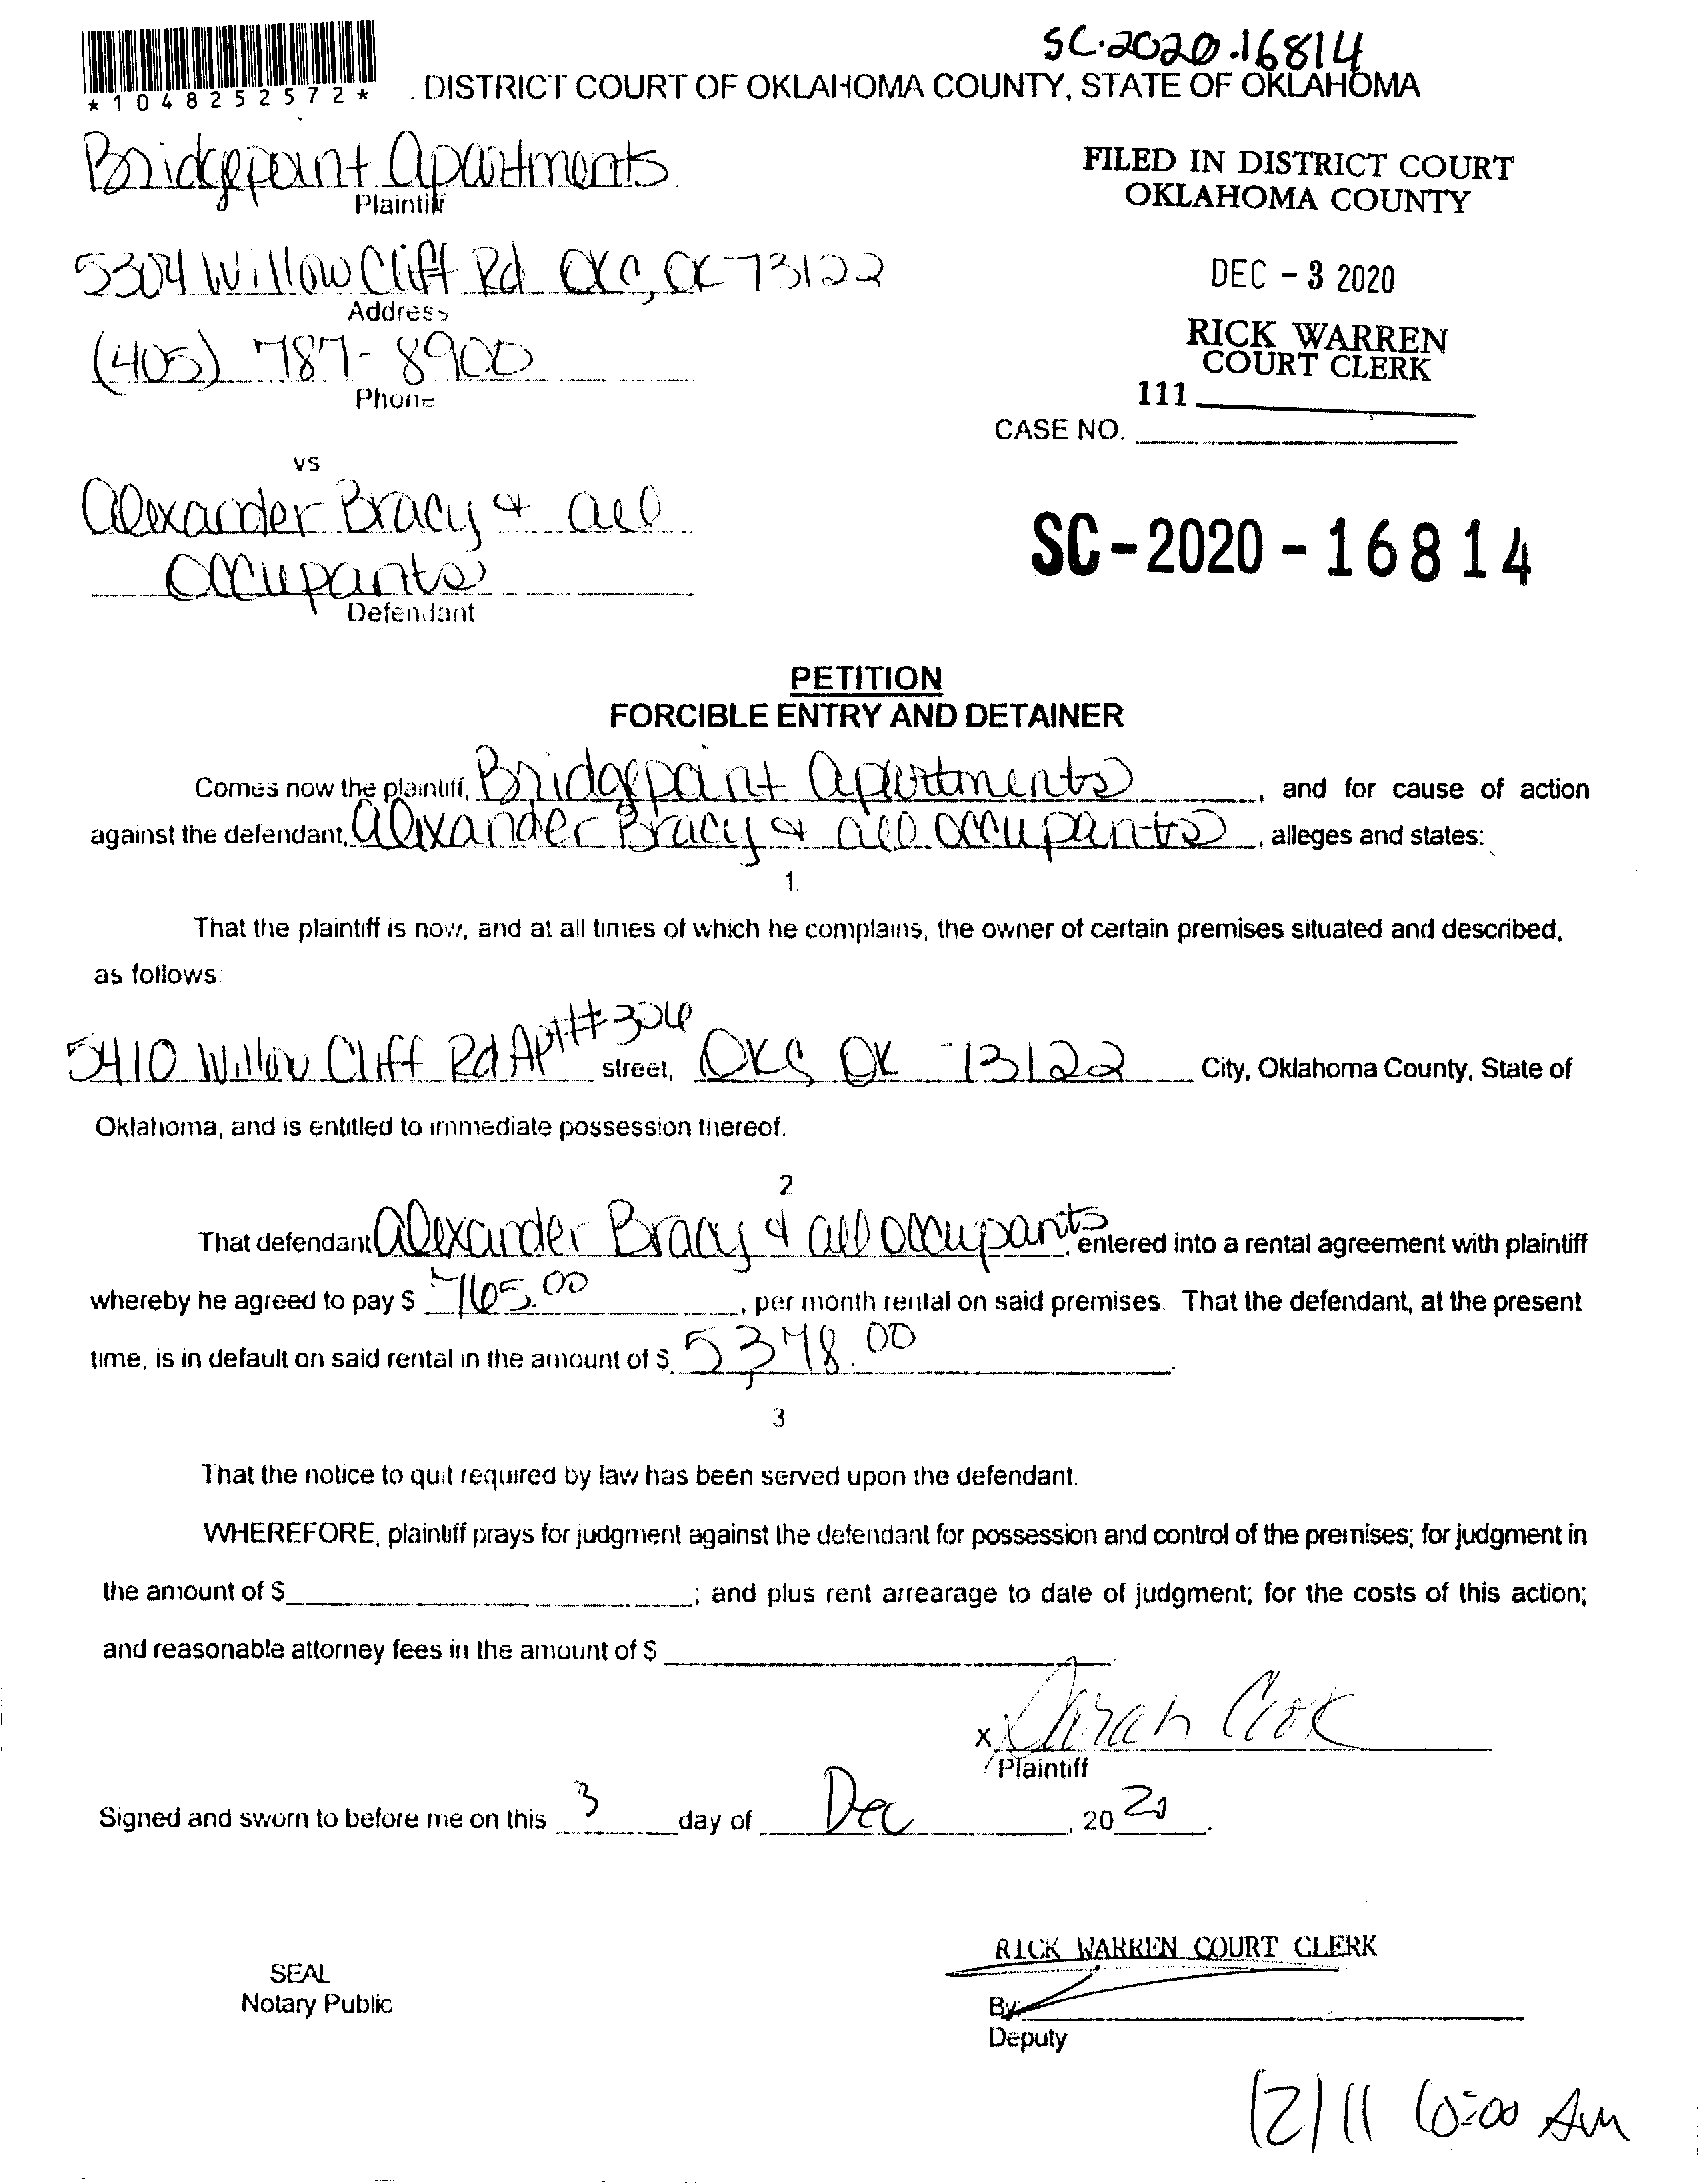 SC-2020-16814
*1048252572*
. DISTRICT COURT OF OKLAHOMA COUNTY, STATE OF OKLAHOMA
Bridgepoint Apartments
Plaintiff
FILED IN DISTRICT COURT
OKLAHOMA COUNTY
5304 Willow Cliff Rd OKC, OK 73122
Address
DEC - 3 2020
(405) 787-8900
Phone
RICK WARREN
COURT CLERK
111
CASE NO.
vs
Alexander Bracy & all
Occupants
Defendant
SC-2020-16814
PETITION
FORCIBLE ENTRY AND DETAINER
Comes now the plaintiff, Bridgepoint Apartments, and for cause of action
against the defendant, Alexander Bracy & all occupants, alleges and states:
1.
That the plaintiff is now, and at all times of which he complains, the owner of certain premises situated and described,
as follows:
5410 Willow Cliff Rd Apt# 306 street, OKC OK 73122 City, Oklahoma County, State of
Oklahoma, and is entitled to immediate possession thereof.
2
That defendant Alexander Bracy & all occupants, entered into a rental agreement with plaintiff
whereby he agreed to pay $ 765.00, per month rental on said premises. That the defendant, at the present
time, is in default on said rental in the amount of $ 5,378.00.
3
That the notice to quit required by law has been served upon the defendant.
WHEREFORE, plaintiff prays for judgment against the defendant for possession and control of the premises; for judgment in
the amount of $ ; and plus rent arrearage to date of judgment; for the costs of this action;
and reasonable attorney fees in the amount of $
x
Plaintiff
Signed and sworn to before me on this 3 day of Dec, 2020.
RICK WARREN COURT CLERK
SEAL
Notary Public
By
Deputy
12/11 10:00 Am